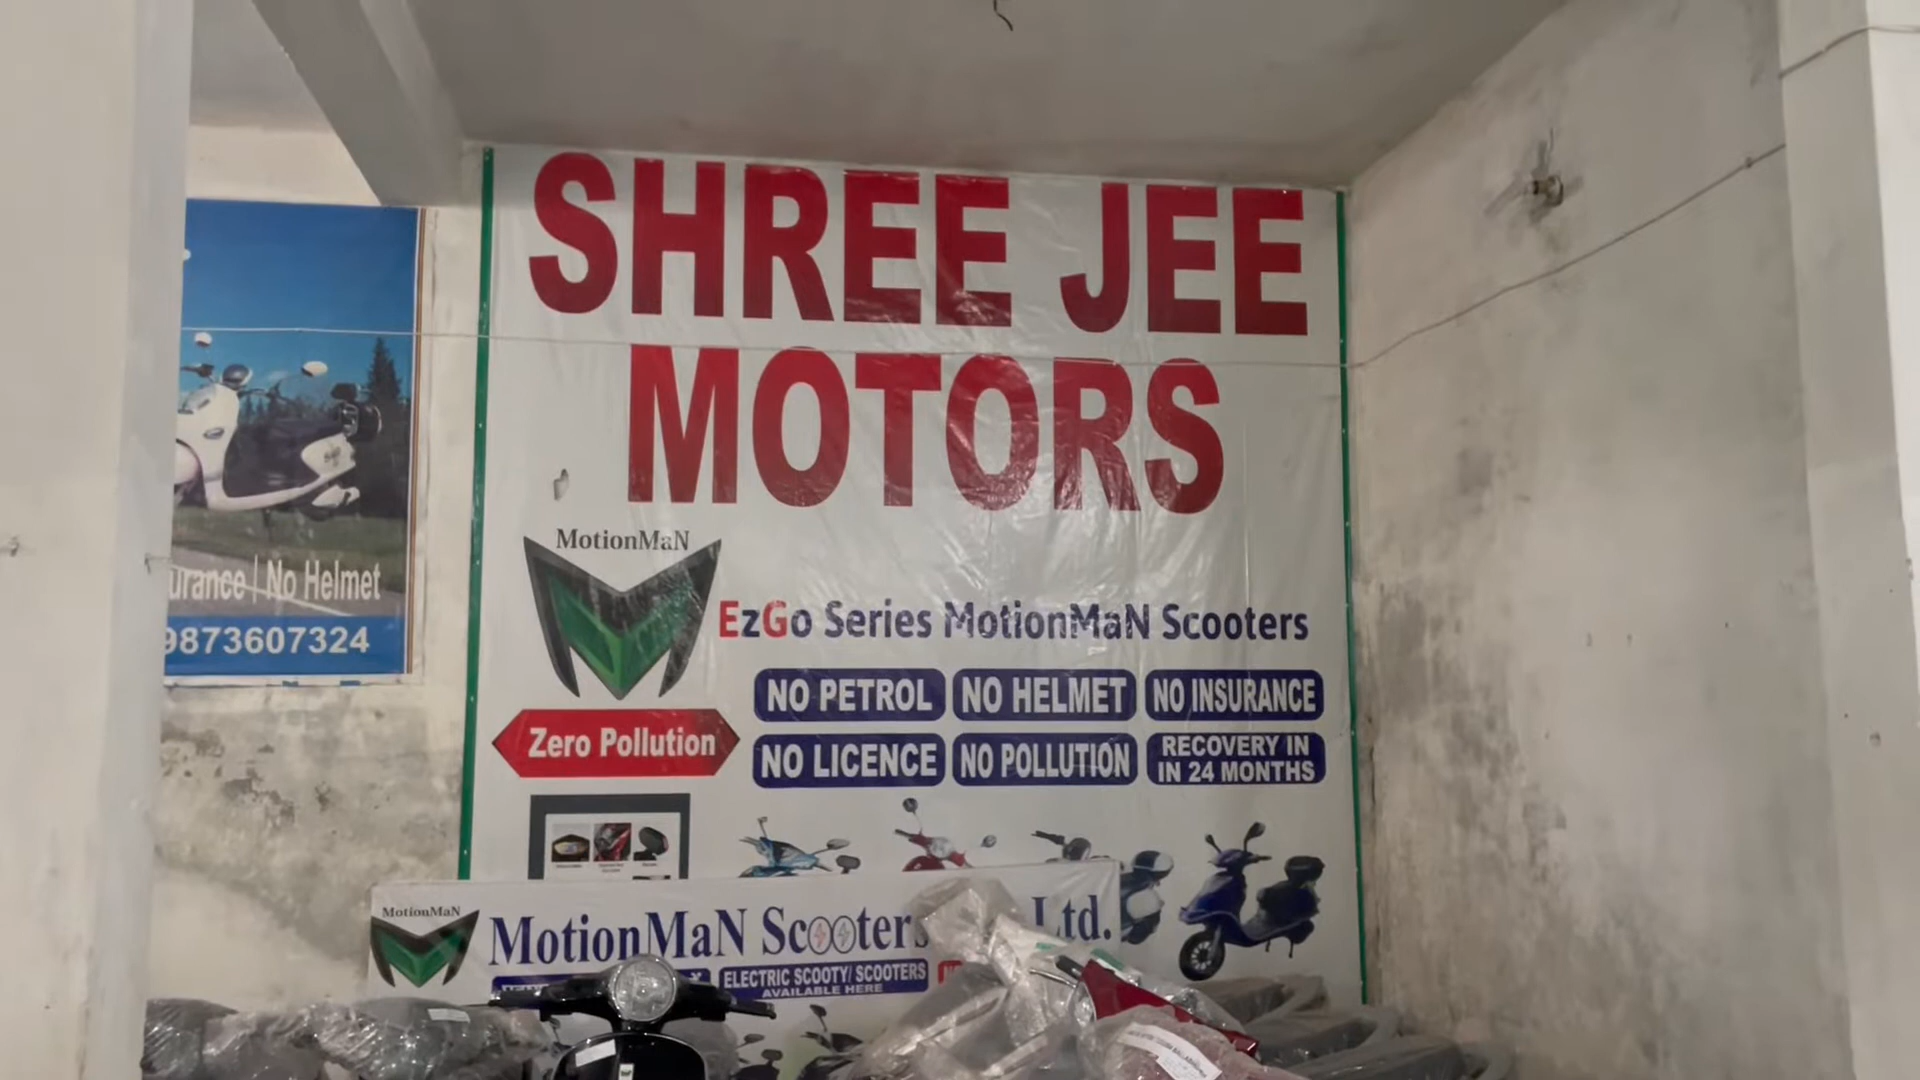 SHREE JEE
MOTORS
MotionMaN
EzGo Series MotionMaN Scooters
NO PETROL
NO HELMET
NO INSURANCE
Zero Pollution
NO LICENCE
NO POLLUTION
RECOVERY IN
IN 24 MONTHS
urance | No Helmet
9873607324
MotionMaN
MotionMaN Scooters Ltd.
ELECTRIC SCOOTY/ SCOOTERS
AVAILABLE HERE